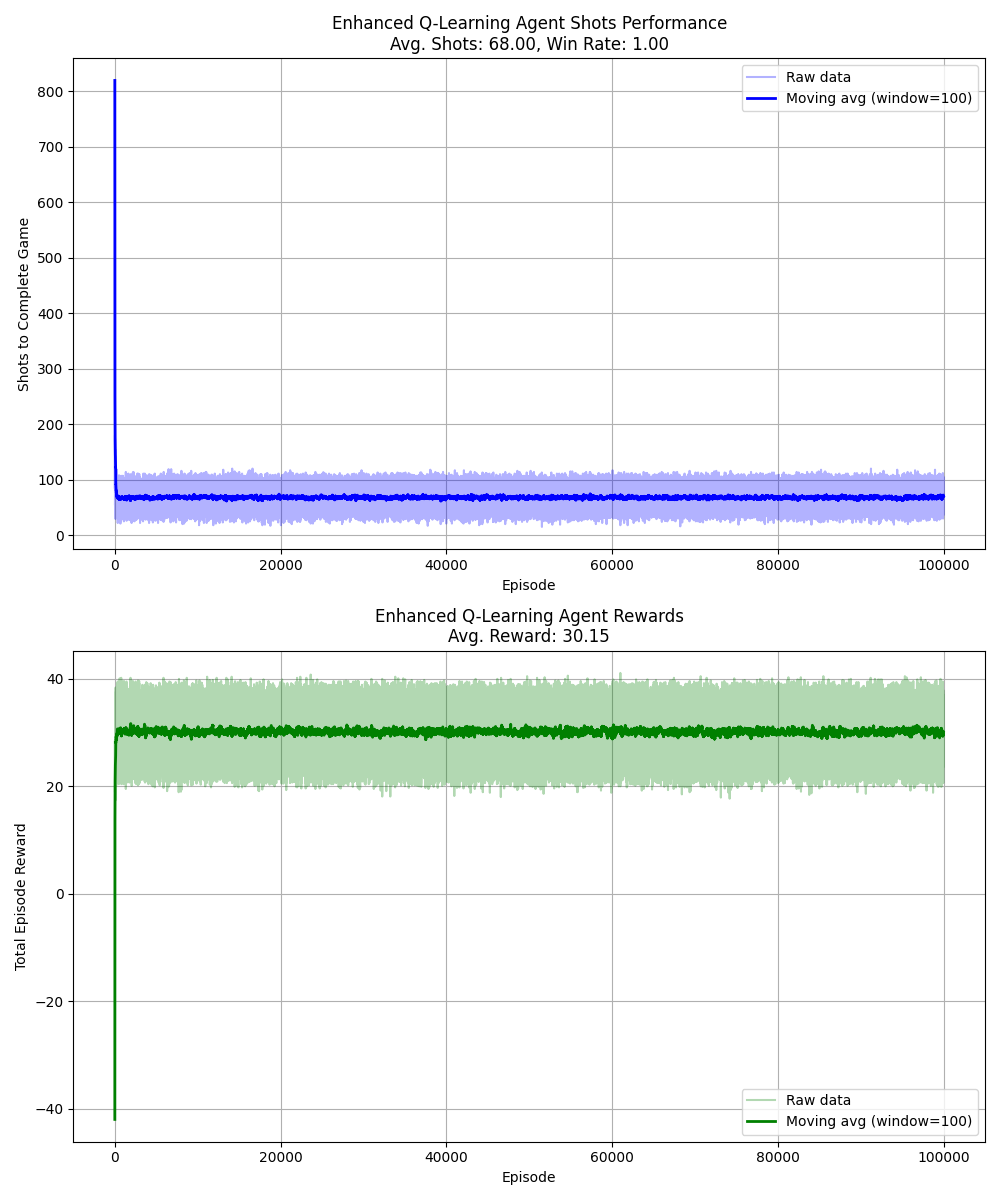 Enhanced Q-Learning Agent Shots Performance
Avg. Shots: 68.00, Win Rate: 1.00
Raw data
Moving avg (window=100)
800
700
600
500
400
300
200
100
0
Shots to Complete Game
0 20000 40000 60000 80000 100000
Episode
Enhanced Q-Learning Agent Rewards
Avg. Reward: 30.15
40
20
0
−20
−40
Total Episode Reward
Raw data
Moving avg (window=100)
0 20000 40000 60000 80000 100000
Episode